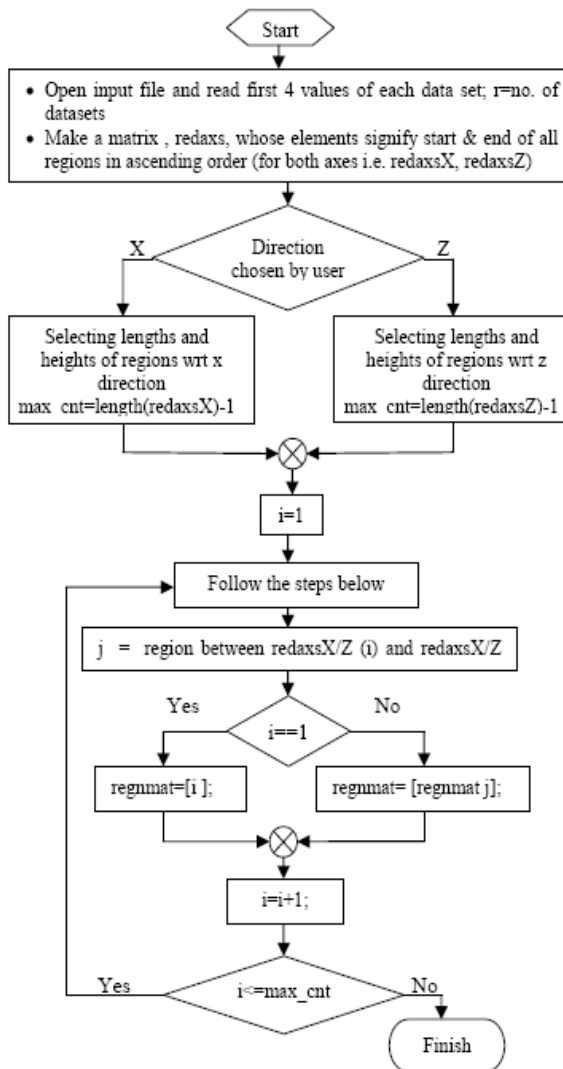 Start
• Open input file and read first 4 values of each data set; r=no. of
datasets
• Make a matrix , redaxs, whose elements signify start & end of all
regions in ascending order (for both axes i.e. redaxsX, redaxsZ)
X
Z
Direction
chosen by user
Selecting lengths and
heights of regions wrt x
direction
max_cnt=length(redaxsX)-1
Selecting lengths and
heights of regions wrt z
direction
max_cnt=length(redaxsZ)-1
i=1
Follow the steps below
j = region between redaxsX/Z (i) and redaxsX/Z
Yes
No
i==1
regnmat=[i ];
regnmat= [regnmat j];
i=i+1;
Yes
i<=max_cnt
No
Finish